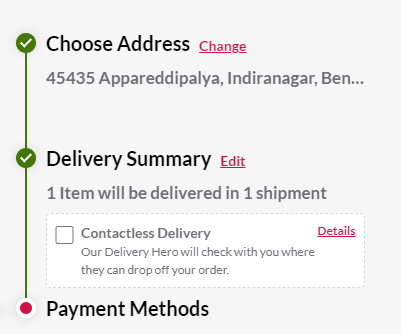 Choose Address Change
45435 Appareddipalya, Indiranagar, Ben...
Delivery Summary Edit
1 Item will be delivered in 1 shipment
Contactless Delivery Details
Our Delivery Hero will check with you where
they can drop off your order.
Payment Methods